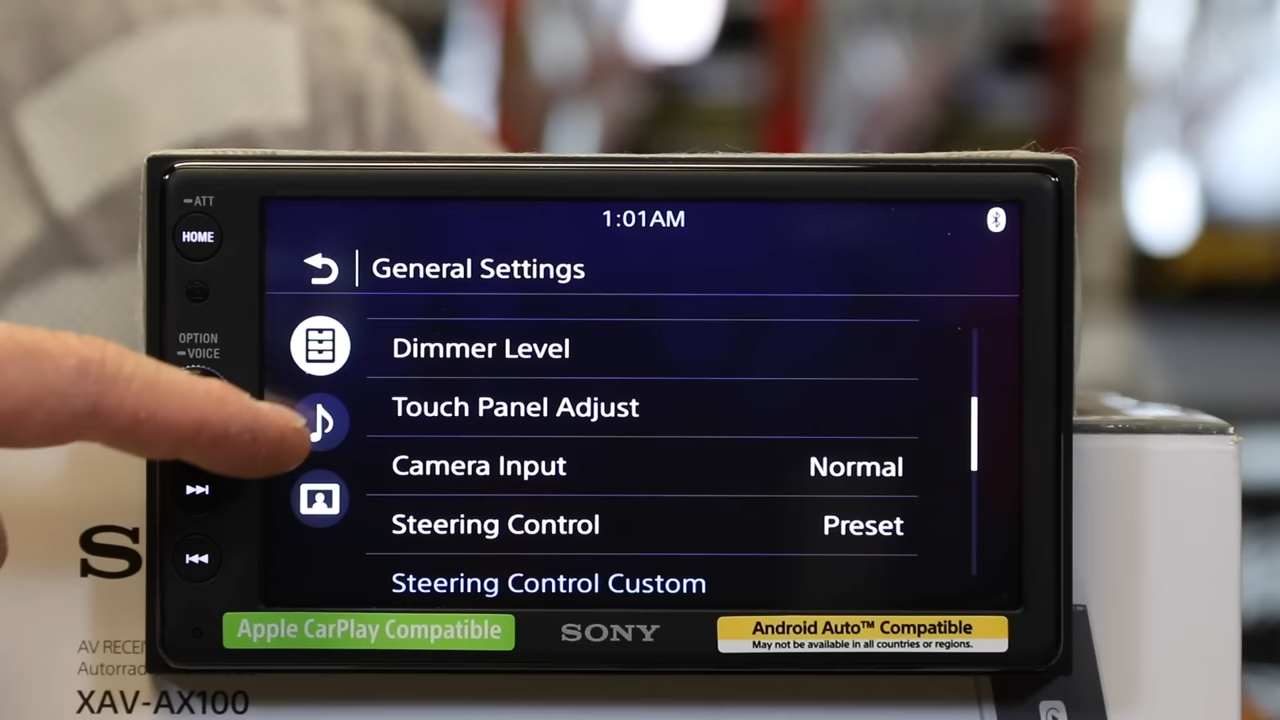 ATT
HOME
OPTION
VOICE
1:01AM
General Settings
Dimmer Level
Touch Panel Adjust
Camera Input Normal
Steering Control Preset
Steering Control Custom
Apple CarPlay Compatible
SONY
Android Auto™ Compatible
May not be available in all countries or regions.
S
AV RECEI
Autorrad
XAV-AX100